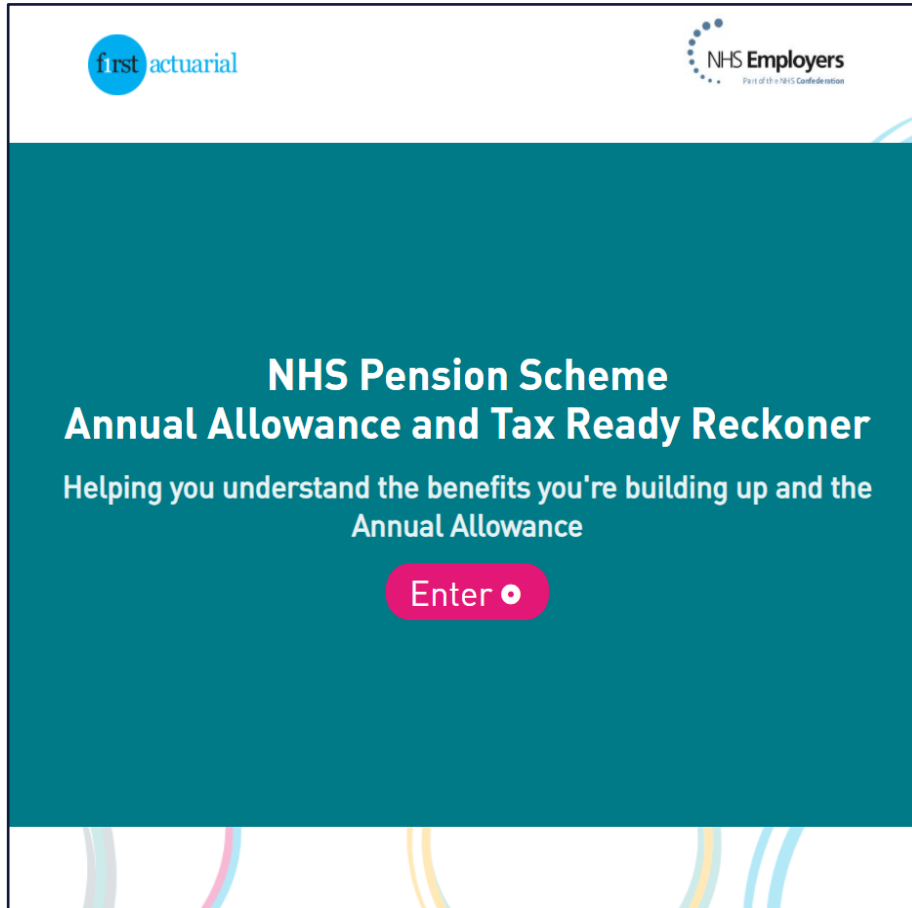 first actuarial
NHS Employers
Part of the NHS Confederation
NHS Pension Scheme
Annual Allowance and Tax Ready Reckoner
Helping you understand the benefits you're building up and the
Annual Allowance
Enter